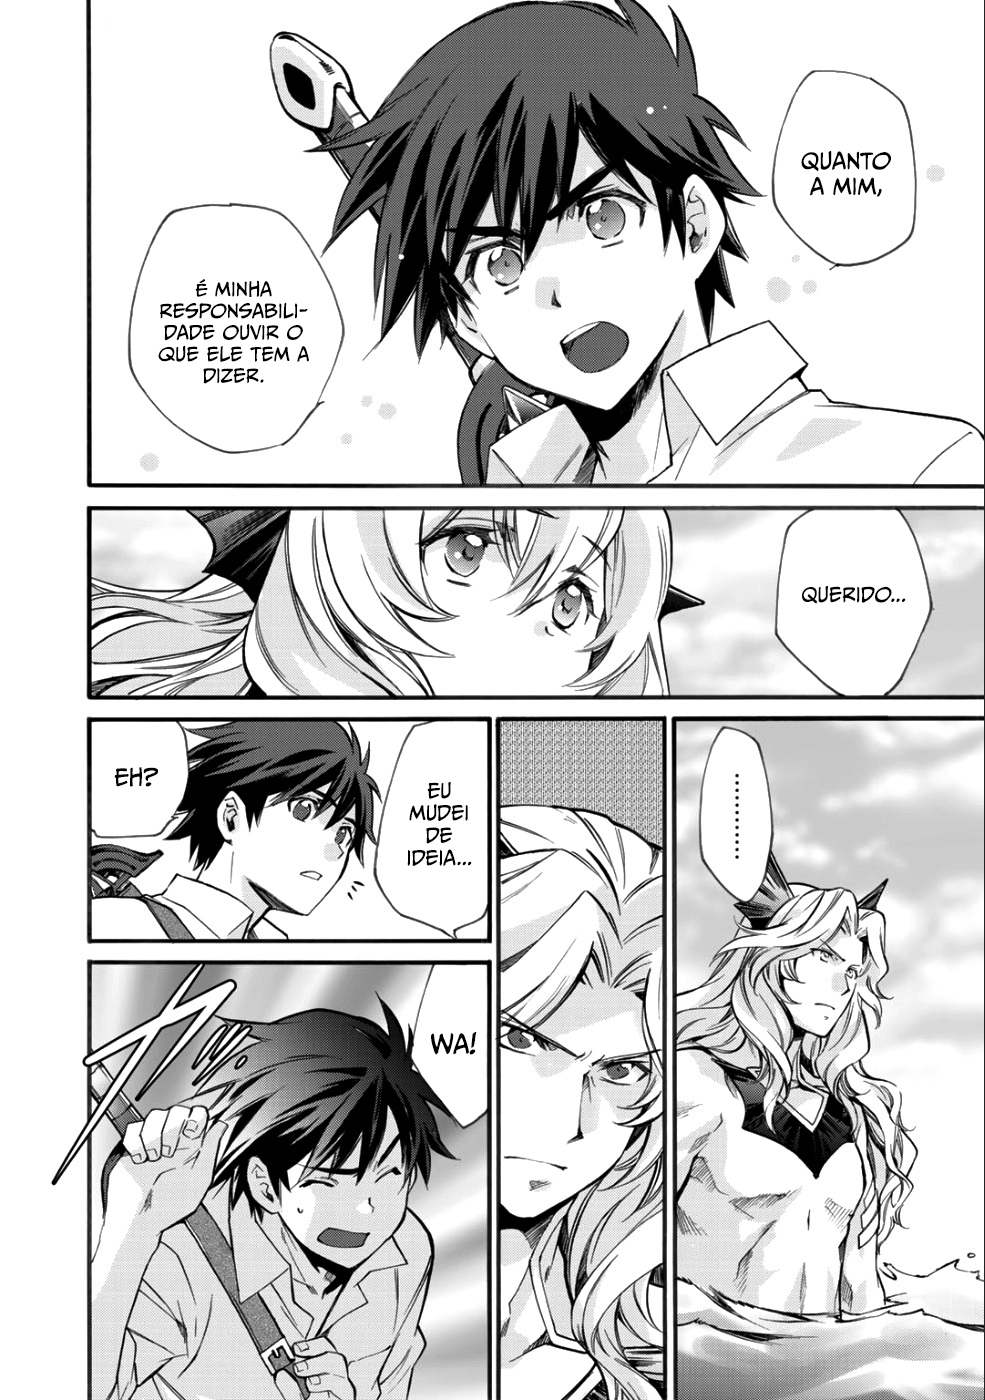 QUANTO
A MIM,
É MINHA
RESPONSABILI-
DADE OUVIR O
QUE ELE TEM A
DIZER.
QUERIDO...
........
EU
MUDEI
DE
IDEIA...
EH?
WA!